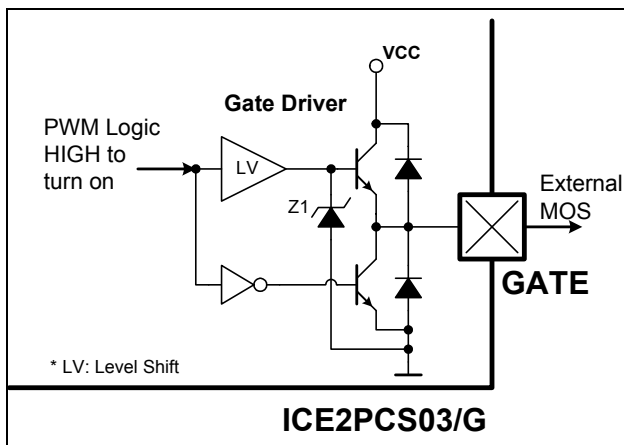 VCC
Gate Driver
PWM Logic
HIGH to
turn on
LV
Z1
External
MOS
GATE
* LV: Level Shift
ICE2PCS03/G